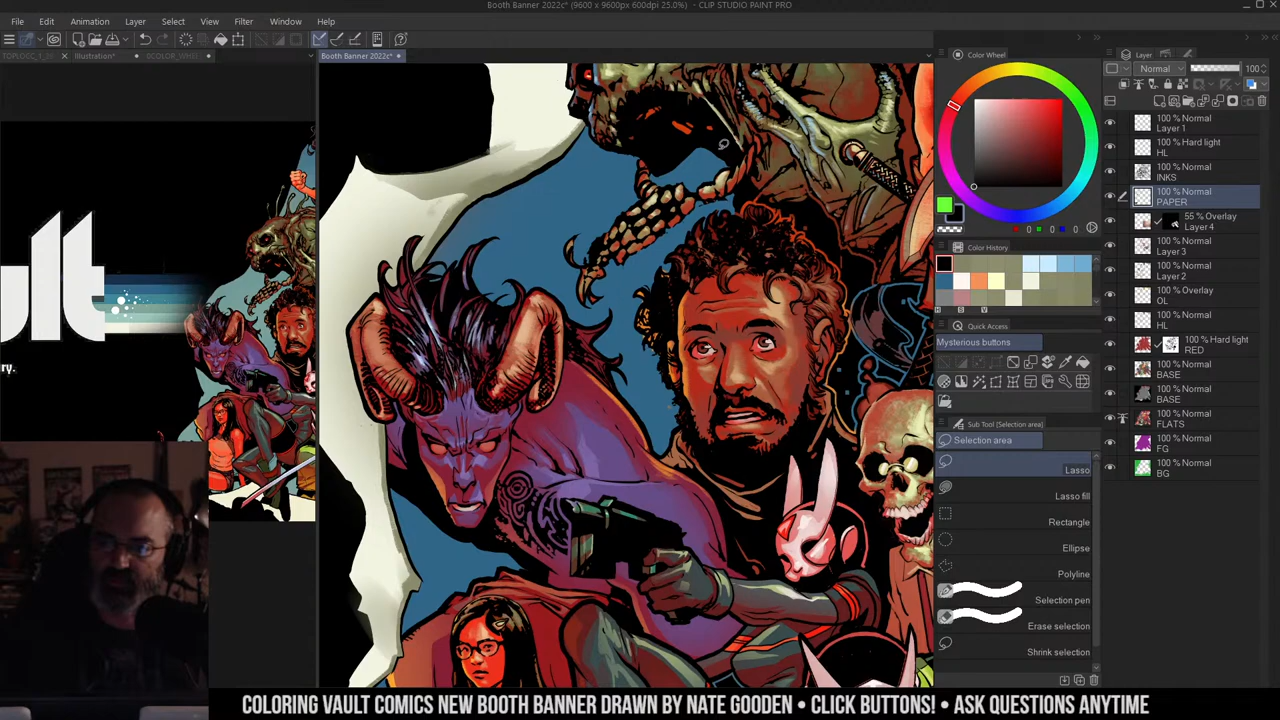 Booth Banner 2022c* (9600 x 9600px 600dpi 25.0%) - CLIP STUDIO PAINT PRO
File Edit Animation Layer Select View Filter Window Help
Illustration*
Booth Banner 2022c*
Color Wheel
0 0 0
Color History
H S V
Quick Access
Mysterious buttons
Sub Tool [Selection area]
Selection area
Lasso
Lasso fill
Rectangle
Ellipse
Polyline
Selection pen
Erase selection
Shrink selection
Layer
Normal 100
100 % Normal
Layer 1
100 % Hard light
HL
100 % Normal
INKS
100 % Normal
PAPER
55 % Overlay
Layer 4
100 % Normal
Layer 3
100 % Normal
Layer 2
100 % Overlay
OL
100 % Normal
HL
100 % Hard light
RED
100 % Normal
BASE
100 % Normal
BASE
100 % Normal
FLATS
100 % Normal
FG
100 % Normal
BG
ult
ry.
COLORING VAULT COMICS NEW BOOTH BANNER DRAWN BY NATE GOODEN • CLICK BUTTONS! • ASK QUESTIONS ANYTIME